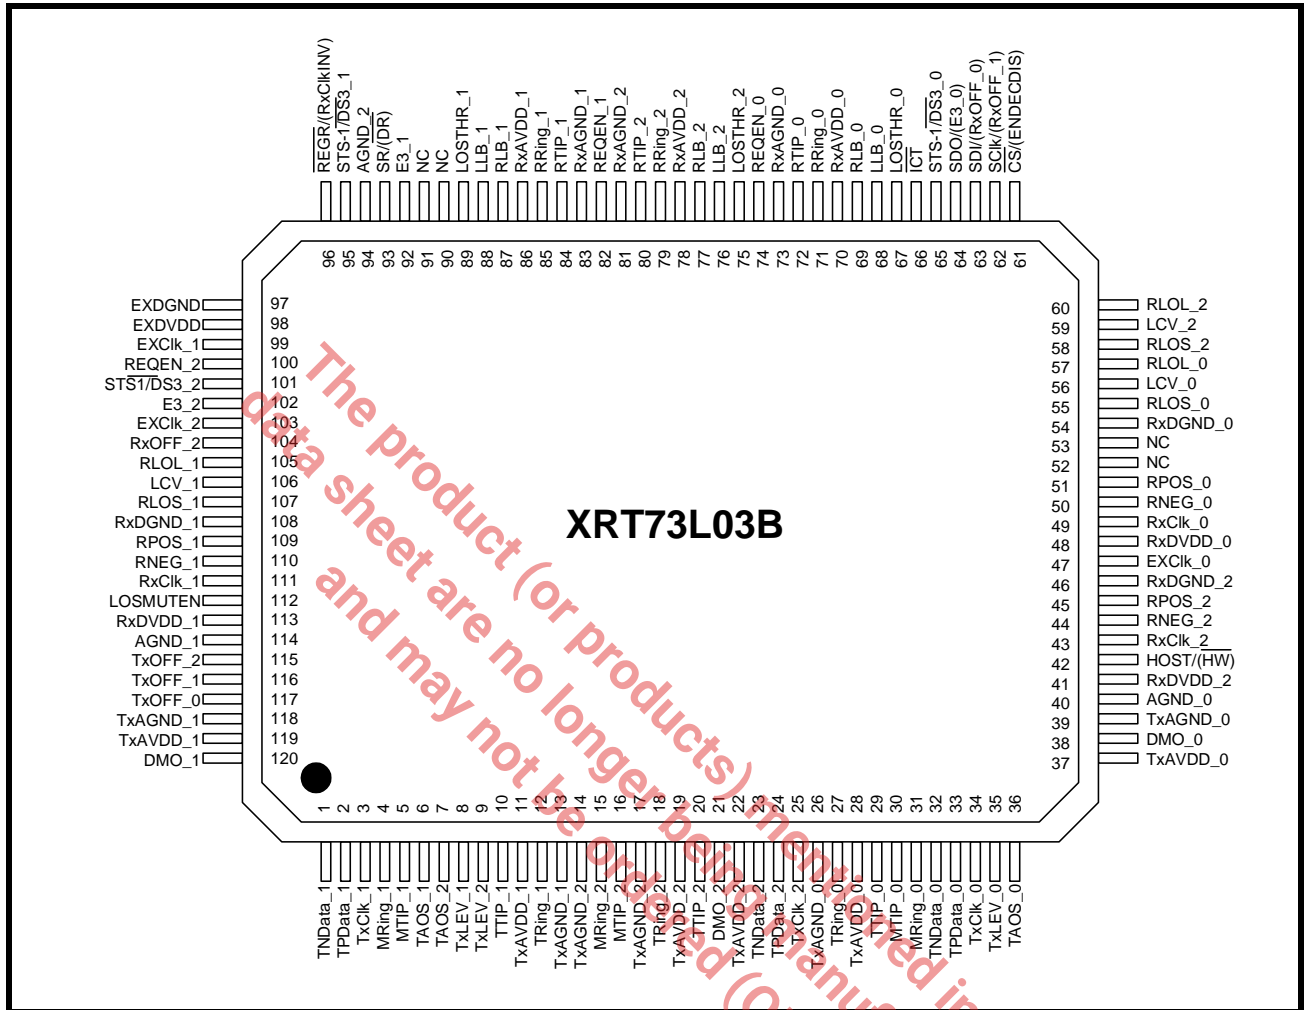 REGR/(RxClkINV)
STS-1/DS3_1
AGND_2
SR/(DR)
E3_1
NC
NC
LOSTHR_1
LLB_1
RLB_1
RxAVDD_1
RRing_1
RTIP_1
RxAGND_1
REQEN_1
RxAGND_2
RTIP_2
RRing_2
RxAVDD_2
RLB_2
LLB_2
LOSTHR_2
REQEN_0
RxAGND_0
RTIP_0
RRing_0
RxAVDD_0
RLB_0
LLB_0
LOSTHR_0
ICT
STS-1/DS3_0
SDO/(E3_0)
SDI/(RxOFF_0)
SClk/(RxOFF_1)
CS/(ENDECDIS)
96 95 94 93 92 91 90 89 88 87 86 85 84 83 82 81 80 79 78 77 76 75 74 73 72 71 70 69 68 67 66 65 64 63 62 61
EXDGND 97
EXDVDD 98
EXClk_1 99
REQEN_2 100
STS1/DS3_2 101
E3_2 102
EXClk_2 103
RxOFF_2 104
RLOL_1 105
LCV_1 106
RLOS_1 107
RxDGND_1 108
RPOS_1 109
RNEG_1 110
RxClk_1 111
LOSMUTEN 112
RxDVDD_1 113
AGND_1 114
TxOFF_2 115
TxOFF_1 116
TxOFF_0 117
TxAGND_1 118
TxAVDD_1 119
DMO_1 120
XRT73L03B
60 RLOL_2
59 LCV_2
58 RLOS_2
57 RLOL_0
56 LCV_0
55 RLOS_0
54 RxDGND_0
53 NC
52 NC
51 RPOS_0
50 RNEG_0
49 RxClk_0
48 RxDVDD_0
47 EXClk_0
46 RxDGND_2
45 RPOS_2
44 RNEG_2
43 RxClk_2
42 HOST/(HW)
41 RxDVDD_2
40 AGND_0
39 TxAGND_0
38 DMO_0
37 TxAVDD_0
1 2 3 4 5 6 7 8 9 10 11 12 13 14 15 16 17 18 19 20 21 22 23 24 25 26 27 28 29 30 31 32 33 34 35 36
TNData_1
TPData_1
TxClk_1
MRing_1
MTIP_1
TAOS_1
TAOS_2
TxLEV_1
TxLEV_2
TTIP_1
TxAVDD_1
TRing_1
TxAGND_1
TxAGND_2
MRing_2
MTIP_2
TxAGND_2
TRing_2
TxAVDD_2
TTIP_2
DMO_2
TxAVDD_2
TNData_2
TPData_2
TxClk_2
TxAGND_0
TRing_0
TxAVDD_0
TTIP_0
MTIP_0
MRing_0
TNData_0
TPData_0
TxClk_0
TxLEV_0
TAOS_0
The product (or products) mentioned in
data sheet are no longer being manuf
and may not be ordered (O